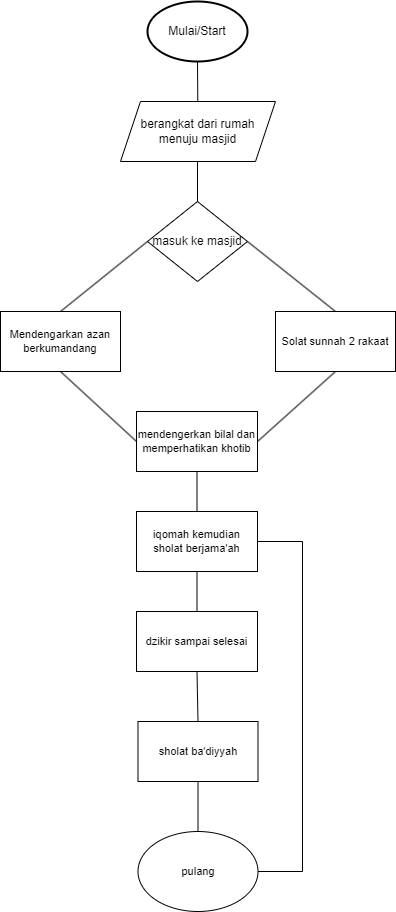 Mulai/Start
berangkat dari rumah
menuju masjid
masuk ke masjid
Mendengarkan azan
berkumandang
Solat sunnah 2 rakaat
mendengerkan bilal dan
memperhatikan khotib
iqomah kemudian
sholat berjama'ah
dzikir sampai selesai
sholat ba'diyyah
pulang